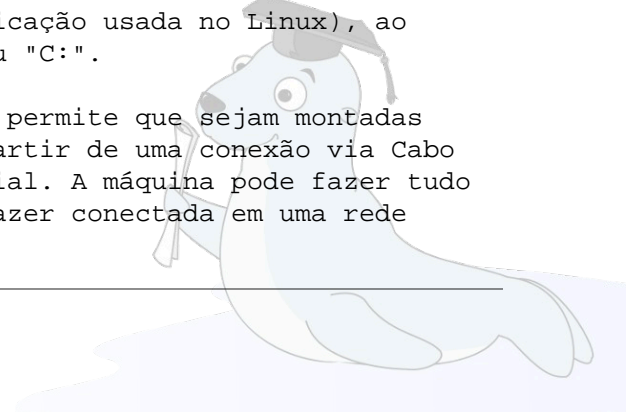 icação usada no Linux), ao
u "C:".
permite que sejam montadas
artir de uma conexão via Cabo
ial. A máquina pode fazer tudo
azer conectada em uma rede